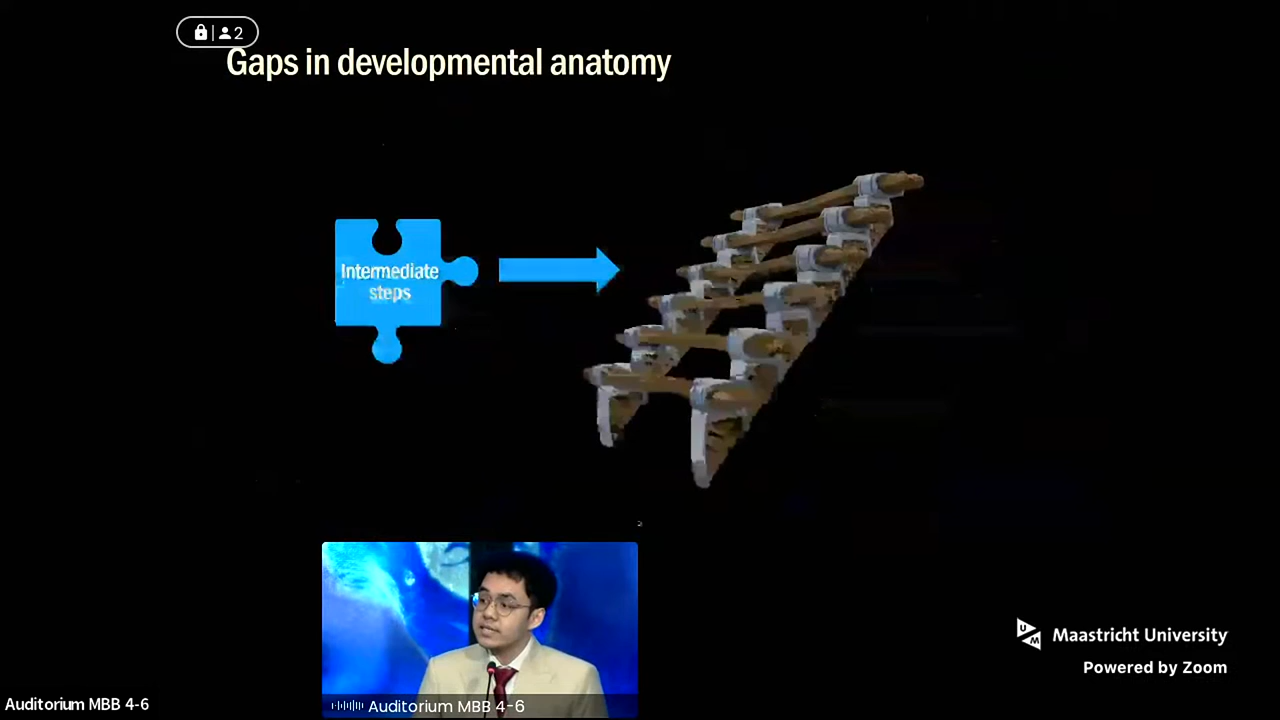 2
Gaps in developmental anatomy
Intermediate
steps
UM
Maastricht University
Powered by Zoom
Auditorium MBB 4-6
Auditorium MBB 4-6